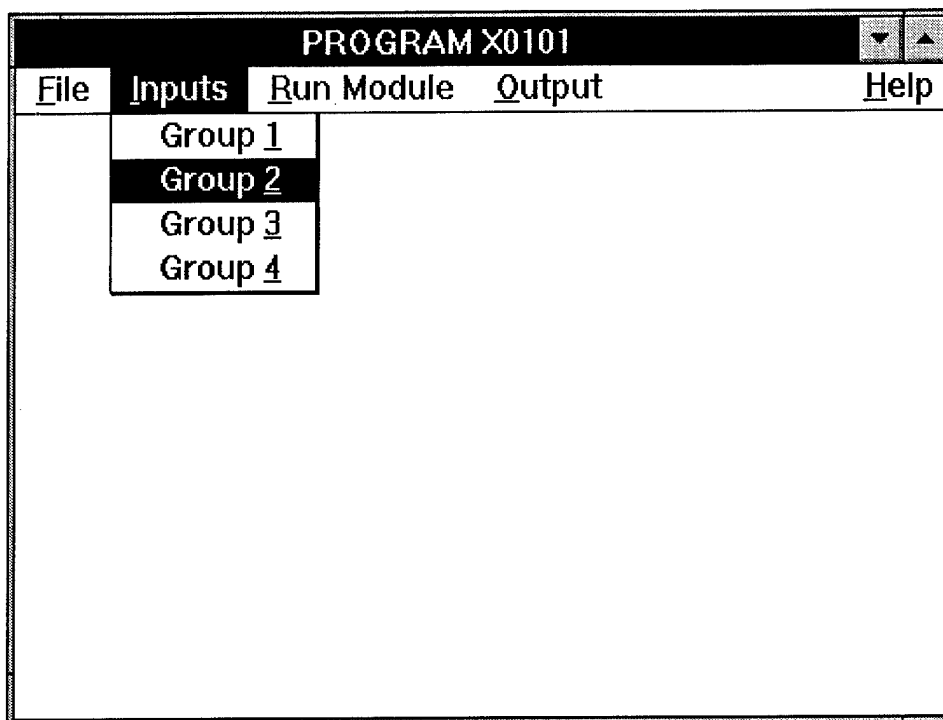 PROGRAM X0101
File Inputs Run Module Output Help
Group 1
Group 2
Group 3
Group 4